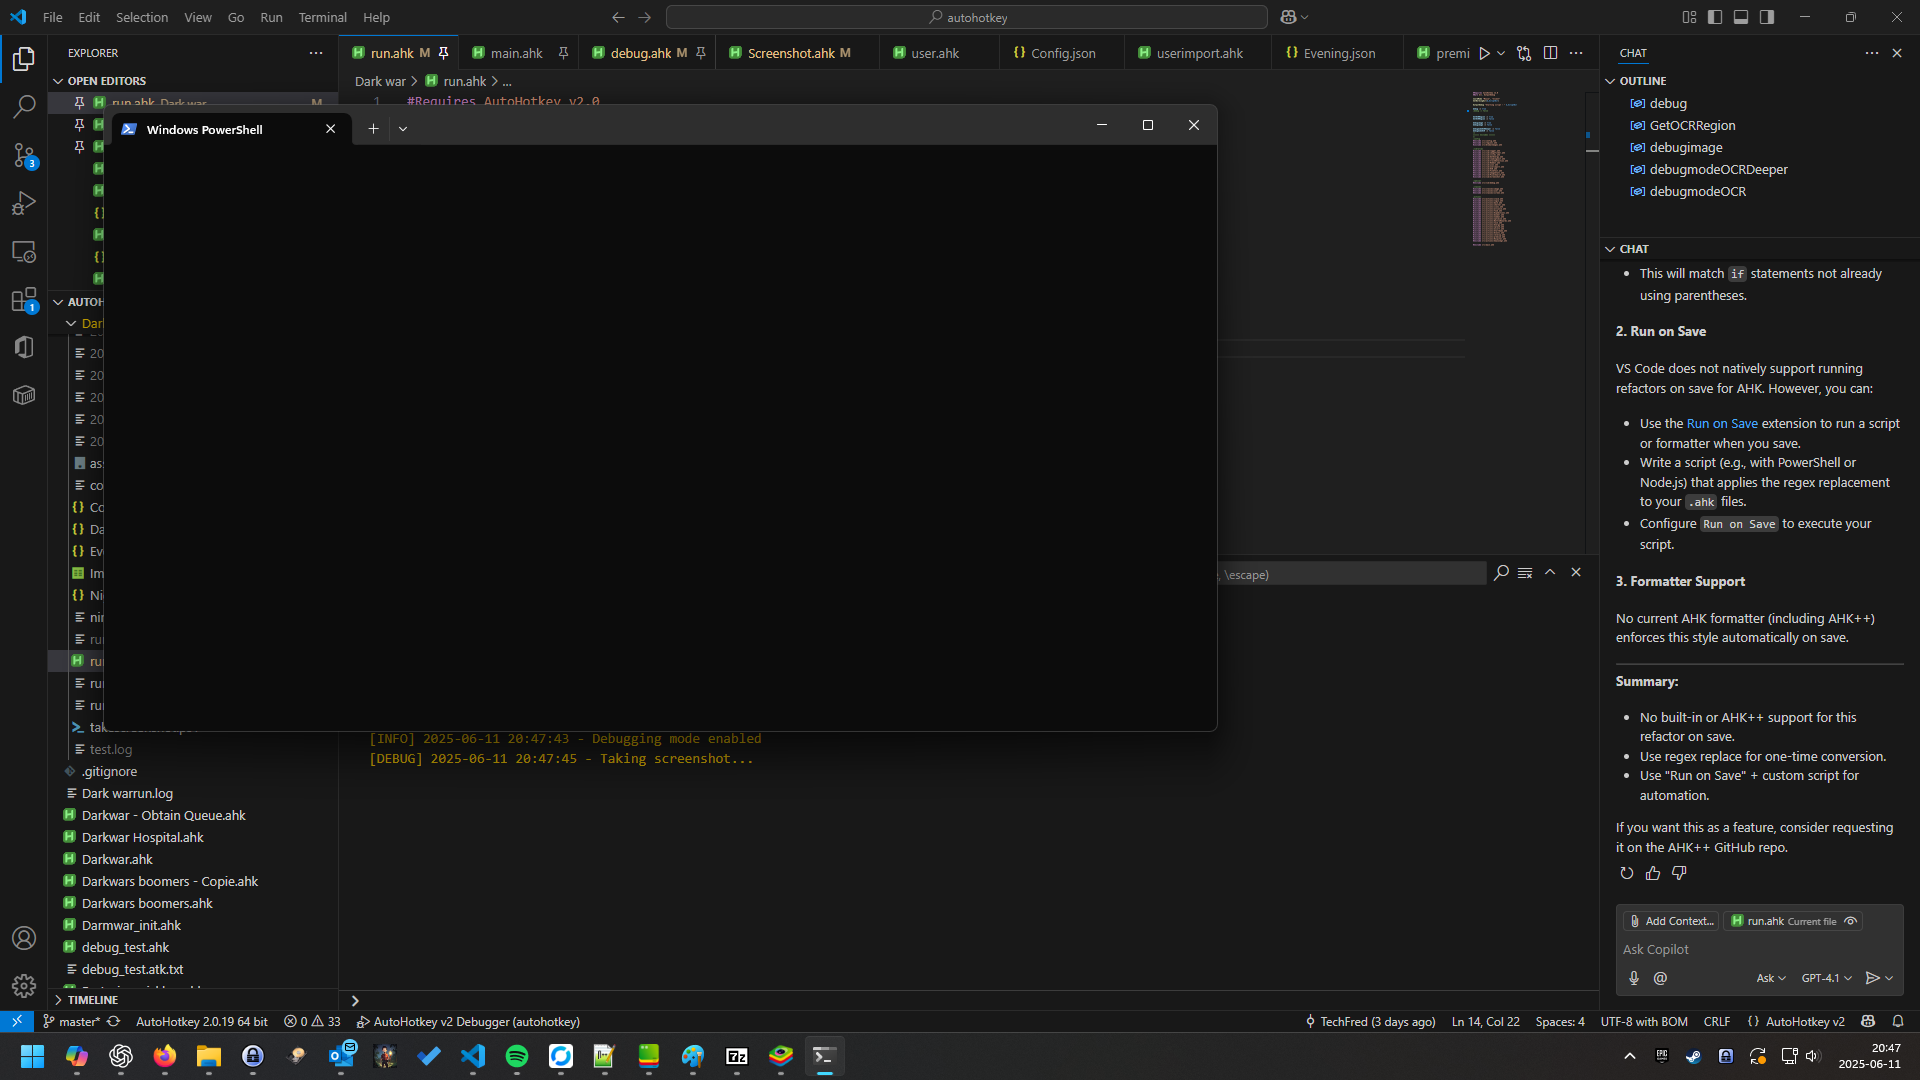 File Edit Selection View Go Run Terminal Help
autohotkey
EXPLORER
OPEN EDITORS
run.ahk Dark war M
run.ahk M
main.ahk
debug.ahk M
Screenshot.ahk M
user.ahk
Config.json
userimport.ahk
Evening.json
premi
Dark war > run.ahk > ...
1 #Requires AutoHotkey v2.0
Windows PowerShell
AUTOH
Dar
20
20
20
20
20
as
co
Co
Da
Ev
Im
Ni
nin
ru
ru
ru
ru
tak
test.log
.gitignore
Dark warrun.log
Darkwar - Obtain Queue.ahk
Darkwar Hospital.ahk
Darkwar.ahk
Darkwars boomers - Copie.ahk
Darkwars boomers.ahk
Darmwar_init.ahk
debug_test.ahk
debug_test.atk.txt
TIMELINE
, \escape)
[INFO] 2025-06-11 20:47:43 - Debugging mode enabled
[DEBUG] 2025-06-11 20:47:45 - Taking screenshot...
CHAT
OUTLINE
debug
GetOCRRegion
debugimage
debugmodeOCRDeeper
debugmodeOCR
CHAT
• This will match if statements not already
using parentheses.
2. Run on Save
VS Code does not natively support running
refactors on save for AHK. However, you can:
• Use the Run on Save extension to run a script
or formatter when you save.
• Write a script (e.g., with PowerShell or
Node.js) that applies the regex replacement
to your .ahk files.
• Configure Run on Save to execute your
script.
3. Formatter Support
No current AHK formatter (including AHK++)
enforces this style automatically on save.
Summary:
• No built-in or AHK++ support for this
refactor on save.
• Use regex replace for one-time conversion.
• Use "Run on Save" + custom script for
automation.
If you want this as a feature, consider requesting
it on the AHK++ GitHub repo.
Add Context... run.ahk Current file
Ask Copilot
@ Ask GPT-4.1
3
1
master* AutoHotkey 2.0.19 64 bit 0 33 AutoHotkey v2 Debugger (autohotkey)
TechFred (3 days ago) Ln 14, Col 22 Spaces: 4 UTF-8 with BOM CRLF {} AutoHotkey v2
7z
EPIC
20:47
2025-06-11